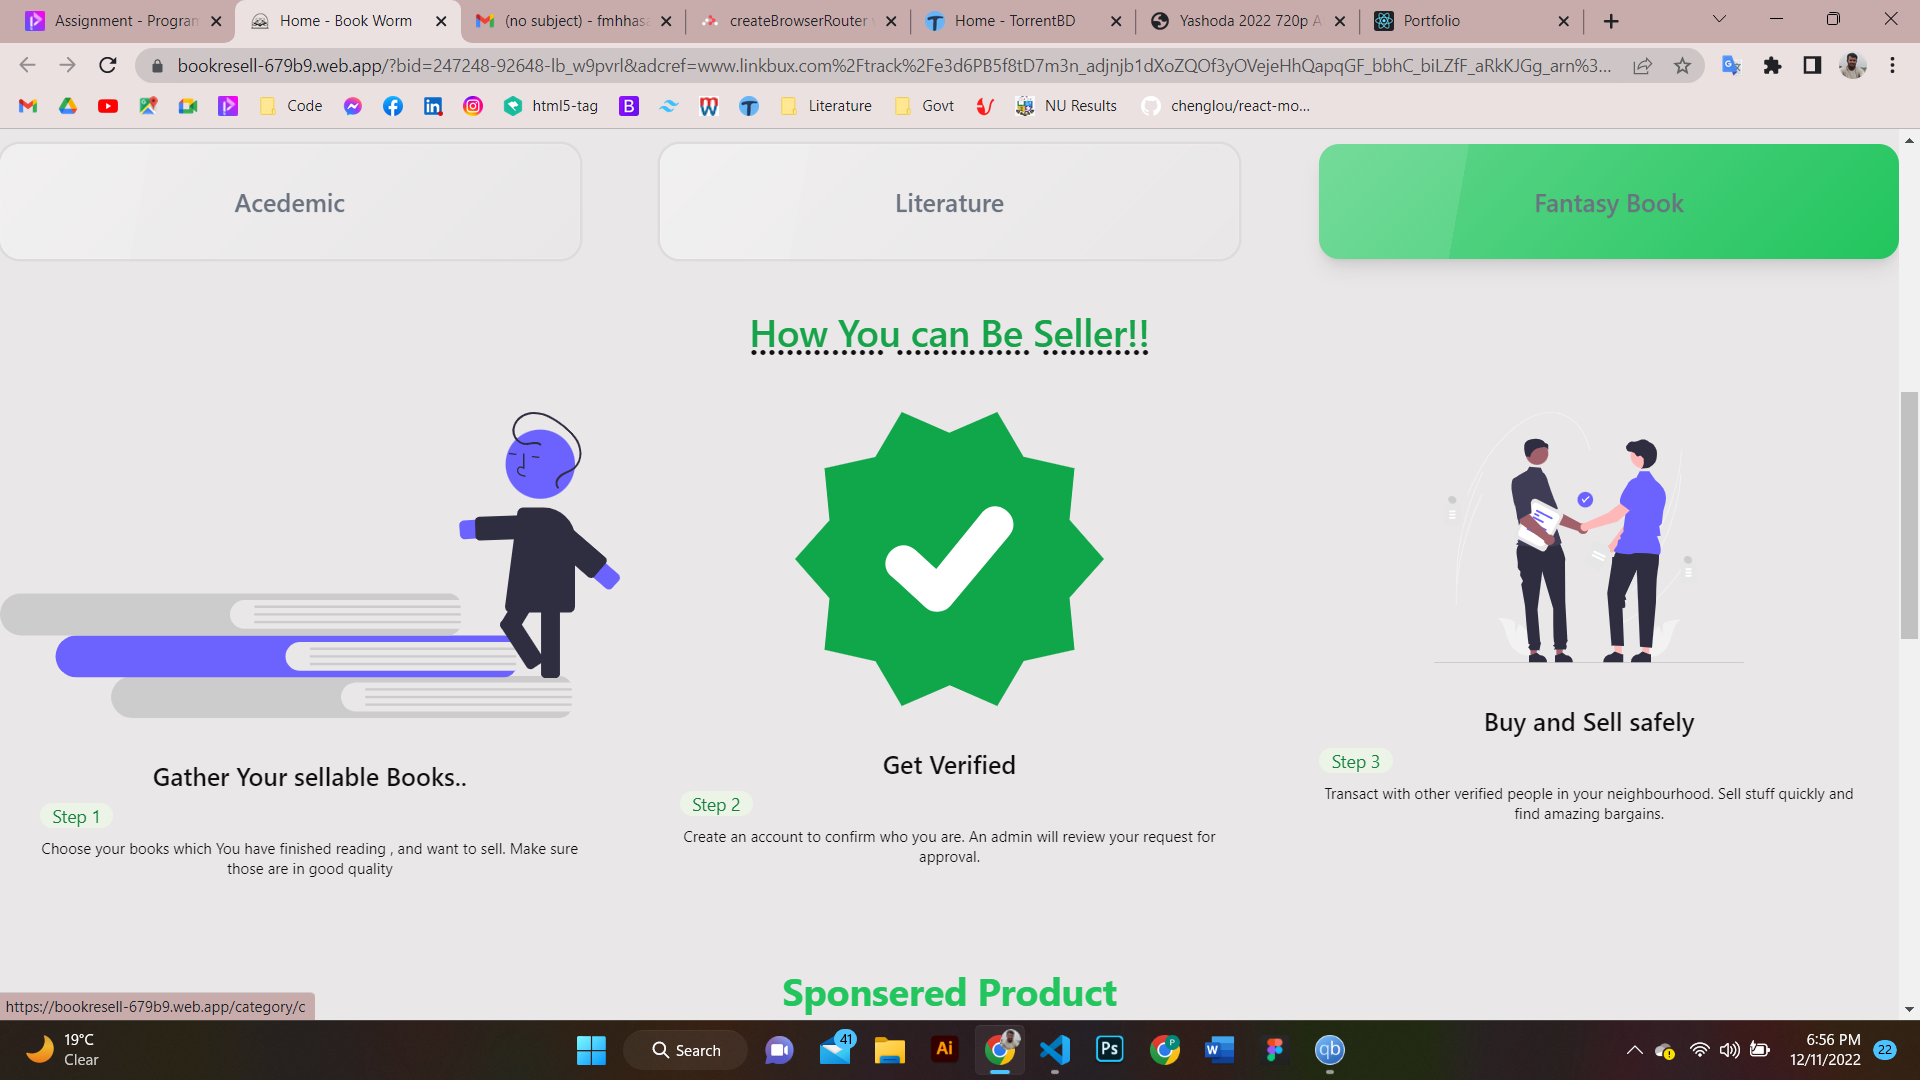 Assignment - Program
Home - Book Worm
(no subject) - fmhhasa
createBrowserRouter
Home - TorrentBD
Yashoda 2022 720p A
Portfolio
bookresell-679b9.web.app/?bid=247248-92648-lb_w9pvrl&adcref=www.linkbux.com%2Ftrack%2Fe3d6PB5f8tD7m3n_adjnjb1dXoZQOf3yOVejeHhQapqGF_bbhC_biLZfF_aRkKJGg_arn%3...
Code
html5-tag
Literature
Govt
NU Results
chenglou/react-mo...
Acedemic
Literature
Fantasy Book
How You can Be Seller!!
Gather Your sellable Books..
Step 1
Choose your books which You have finished reading , and want to sell. Make sure
those are in good quality
Get Verified
Step 2
Create an account to confirm who you are. An admin will review your request for
approval.
Buy and Sell safely
Step 3
Transact with other verified people in your neighbourhood. Sell stuff quickly and
find amazing bargains.
Sponsered Product
https://bookresell-679b9.web.app/category/c
19°C
Clear
Search
41
Ai
Ps
P
W
qb
6:56 PM
12/11/2022
22